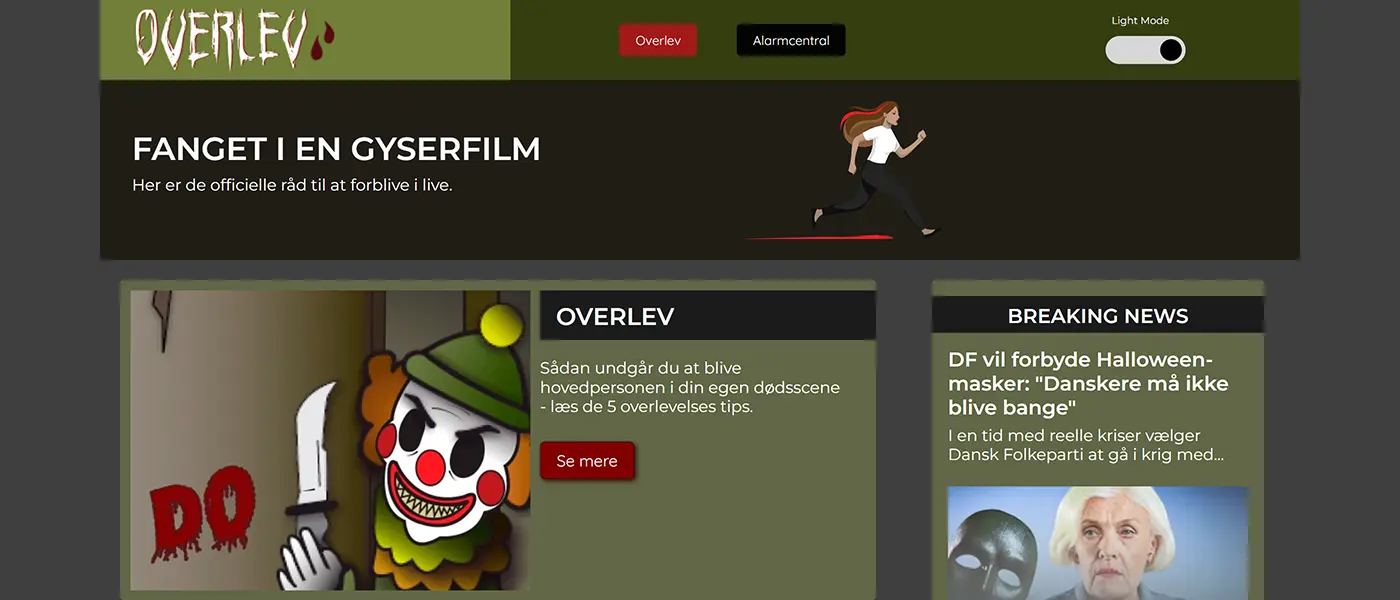 OVERLEV
Overlev
Alarmcentral
Light Mode
FANGET I EN GYSERFILM
Her er de officielle råd til at forblive i live.
DO
OVERLEV
Sådan undgår du at blive
hovedpersonen i din egen dødsscene
- læs de 5 overlevelses tips.
Se mere
BREAKING NEWS
DF vil forbyde Halloween-
masker: "Danskere må ikke
blive bange"
I en tid med reelle kriser vælger
Dansk Folkeparti at gå i krig med...